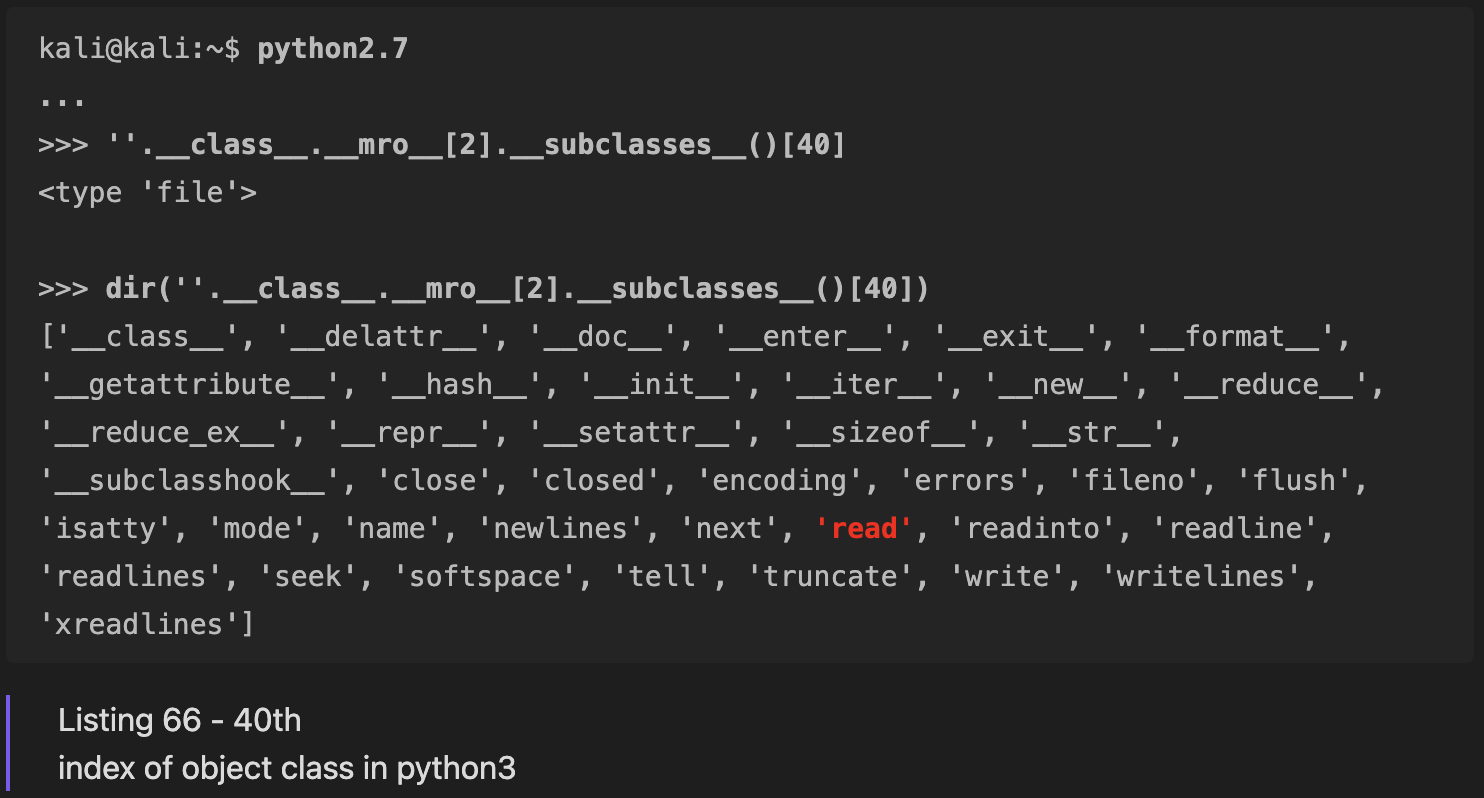 kali@kali:~$ python2.7
...
>>> ''.__class__.__mro__[2].__subclasses__()[40]
<type 'file'>
>>> dir(''.__class__.__mro__[2].__subclasses__()[40])
['__class__', '__delattr__', '__doc__', '__enter__', '__exit__', '__format__',
'__getattribute__', '__hash__', '__init__', '__iter__', '__new__', '__reduce__',
'__reduce_ex__', '__repr__', '__setattr__', '__sizeof__', '__str__',
'__subclasshook__', 'close', 'closed', 'encoding', 'errors', 'fileno', 'flush',
'isatty', 'mode', 'name', 'newlines', 'next', 'read', 'readinto', 'readline',
'readlines', 'seek', 'softspace', 'tell', 'truncate', 'write', 'writelines',
'xreadlines']
Listing 66 - 40th
index of object class in python3